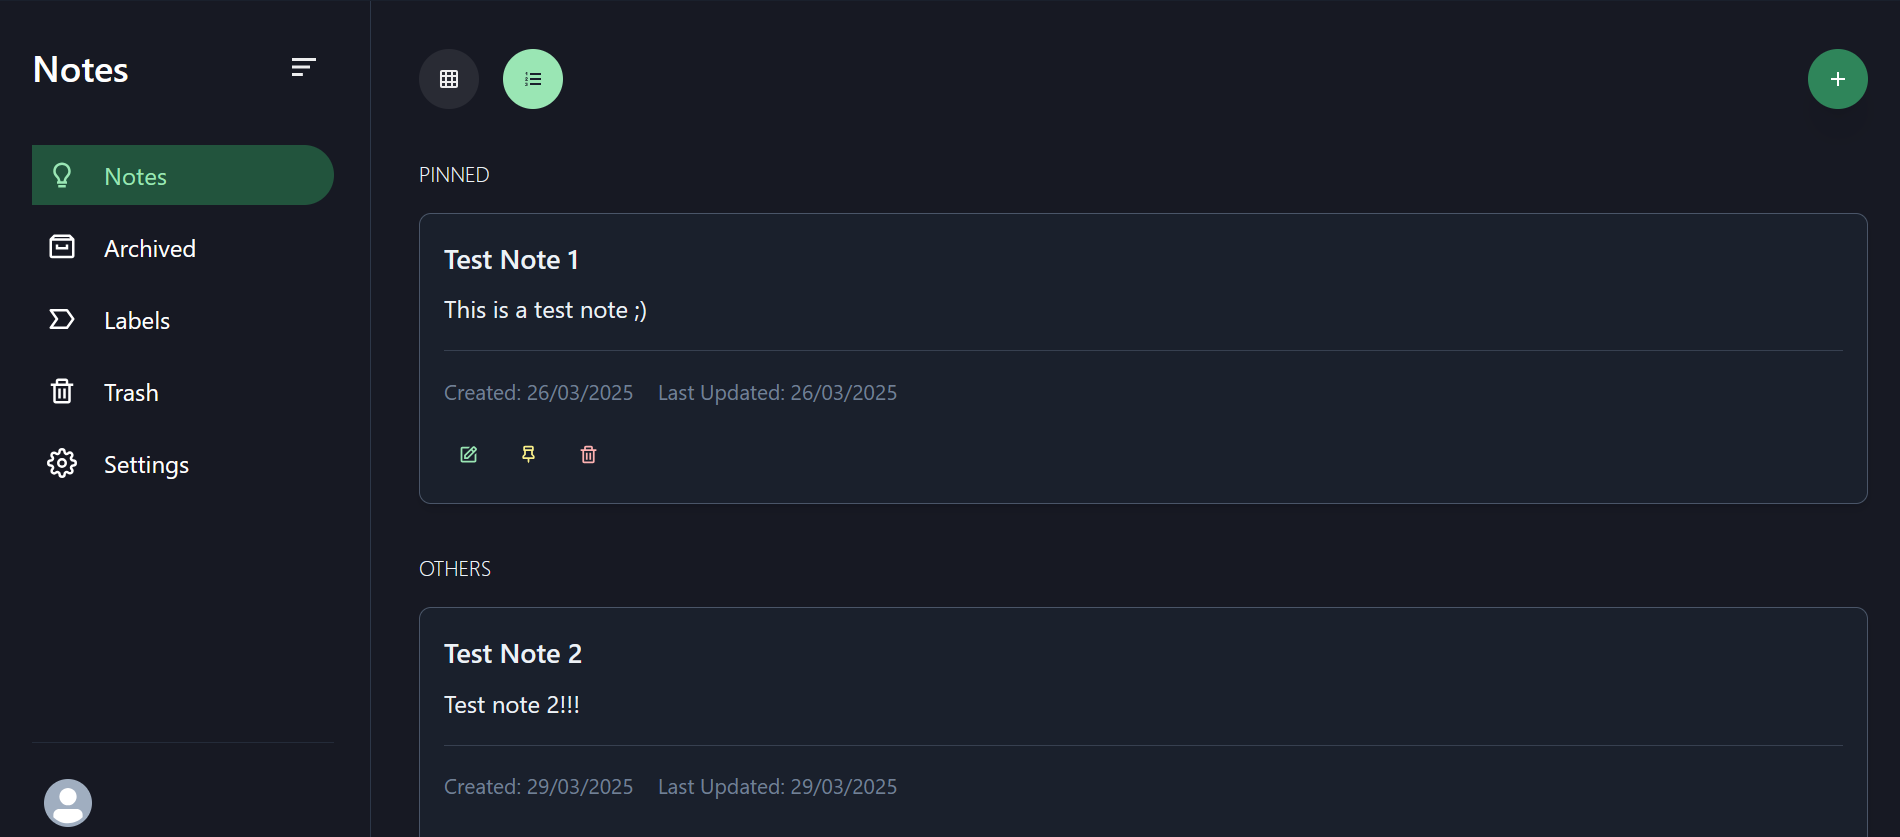 Notes
Notes
Archived
Labels
Trash
Settings
PINNED
Test Note 1
This is a test note ;)
Created: 26/03/2025 Last Updated: 26/03/2025
OTHERS
Test Note 2
Test note 2!!!
Created: 29/03/2025 Last Updated: 29/03/2025